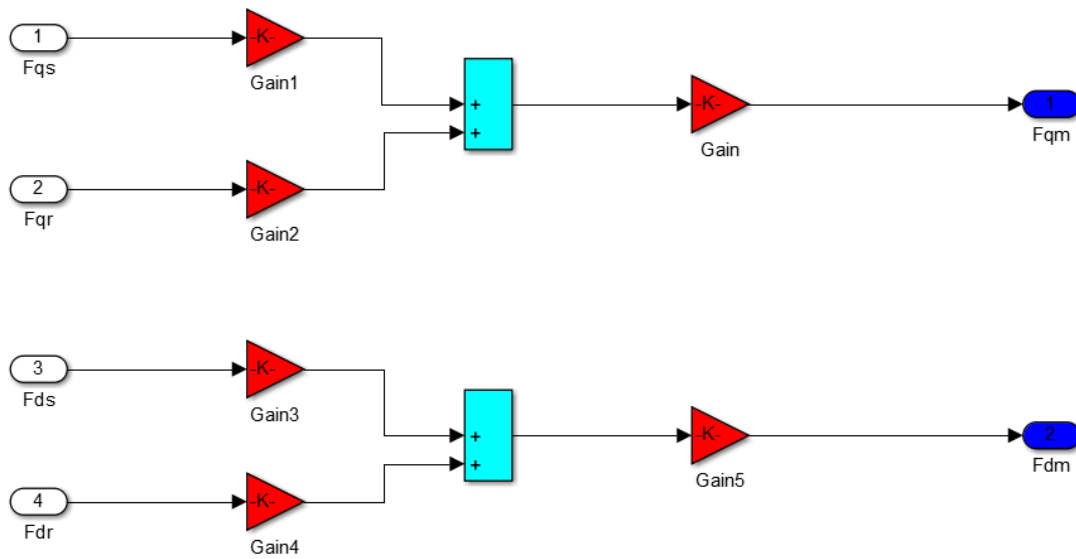 1
-K-
Fqs
Gain1
+
+
-K-
1
Gain
Fqm
2
-K-
Fqr
Gain2
3
-K-
Fds
Gain3
+
+
-K-
2
Gain5
Fdm
4
-K-
Fdr
Gain4